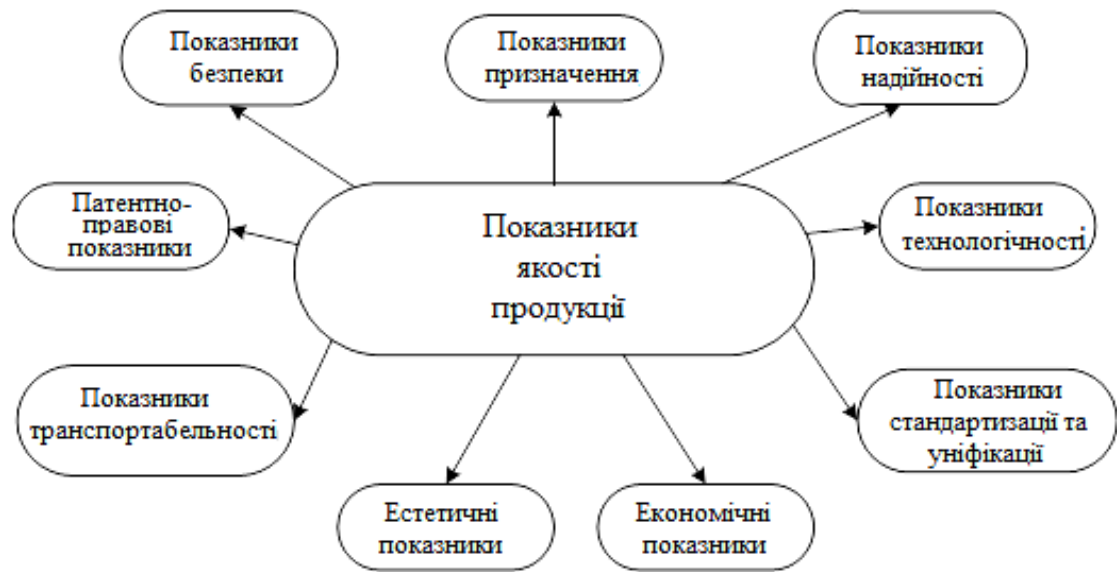 Показники
безпеки
Показники
призначення
Показники
надійності
Патентно-
правові
показники
Показники
якості
продукції
Показники
технологічності
Показники
транспортабельності
Показники
стандартизації та
уніфікації
Естетичні
показники
Економічні
показники